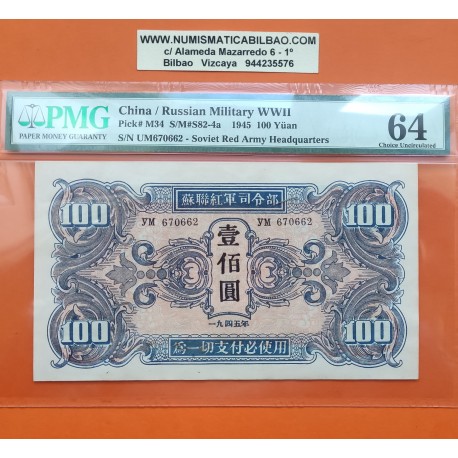 WWW.NUMISMATICABILBAO.COM
c/ Alameda Mazarredo 6 - 1º
Bilbao Vizcaya 944235576
PMG
PAPER MONEY GUARANTY
China / Russian Military WWII
Pick# M34 S/M#S82-4a 1945 100 Yüan
S/N UM670662 - Soviet Red Army Headquarters
64
Choice Uncirculated
蘇聯紅軍司令部
100
100
УМ 670662
УМ 670662
壹佰圓
一九四五年
100
100
為一切支付必使用